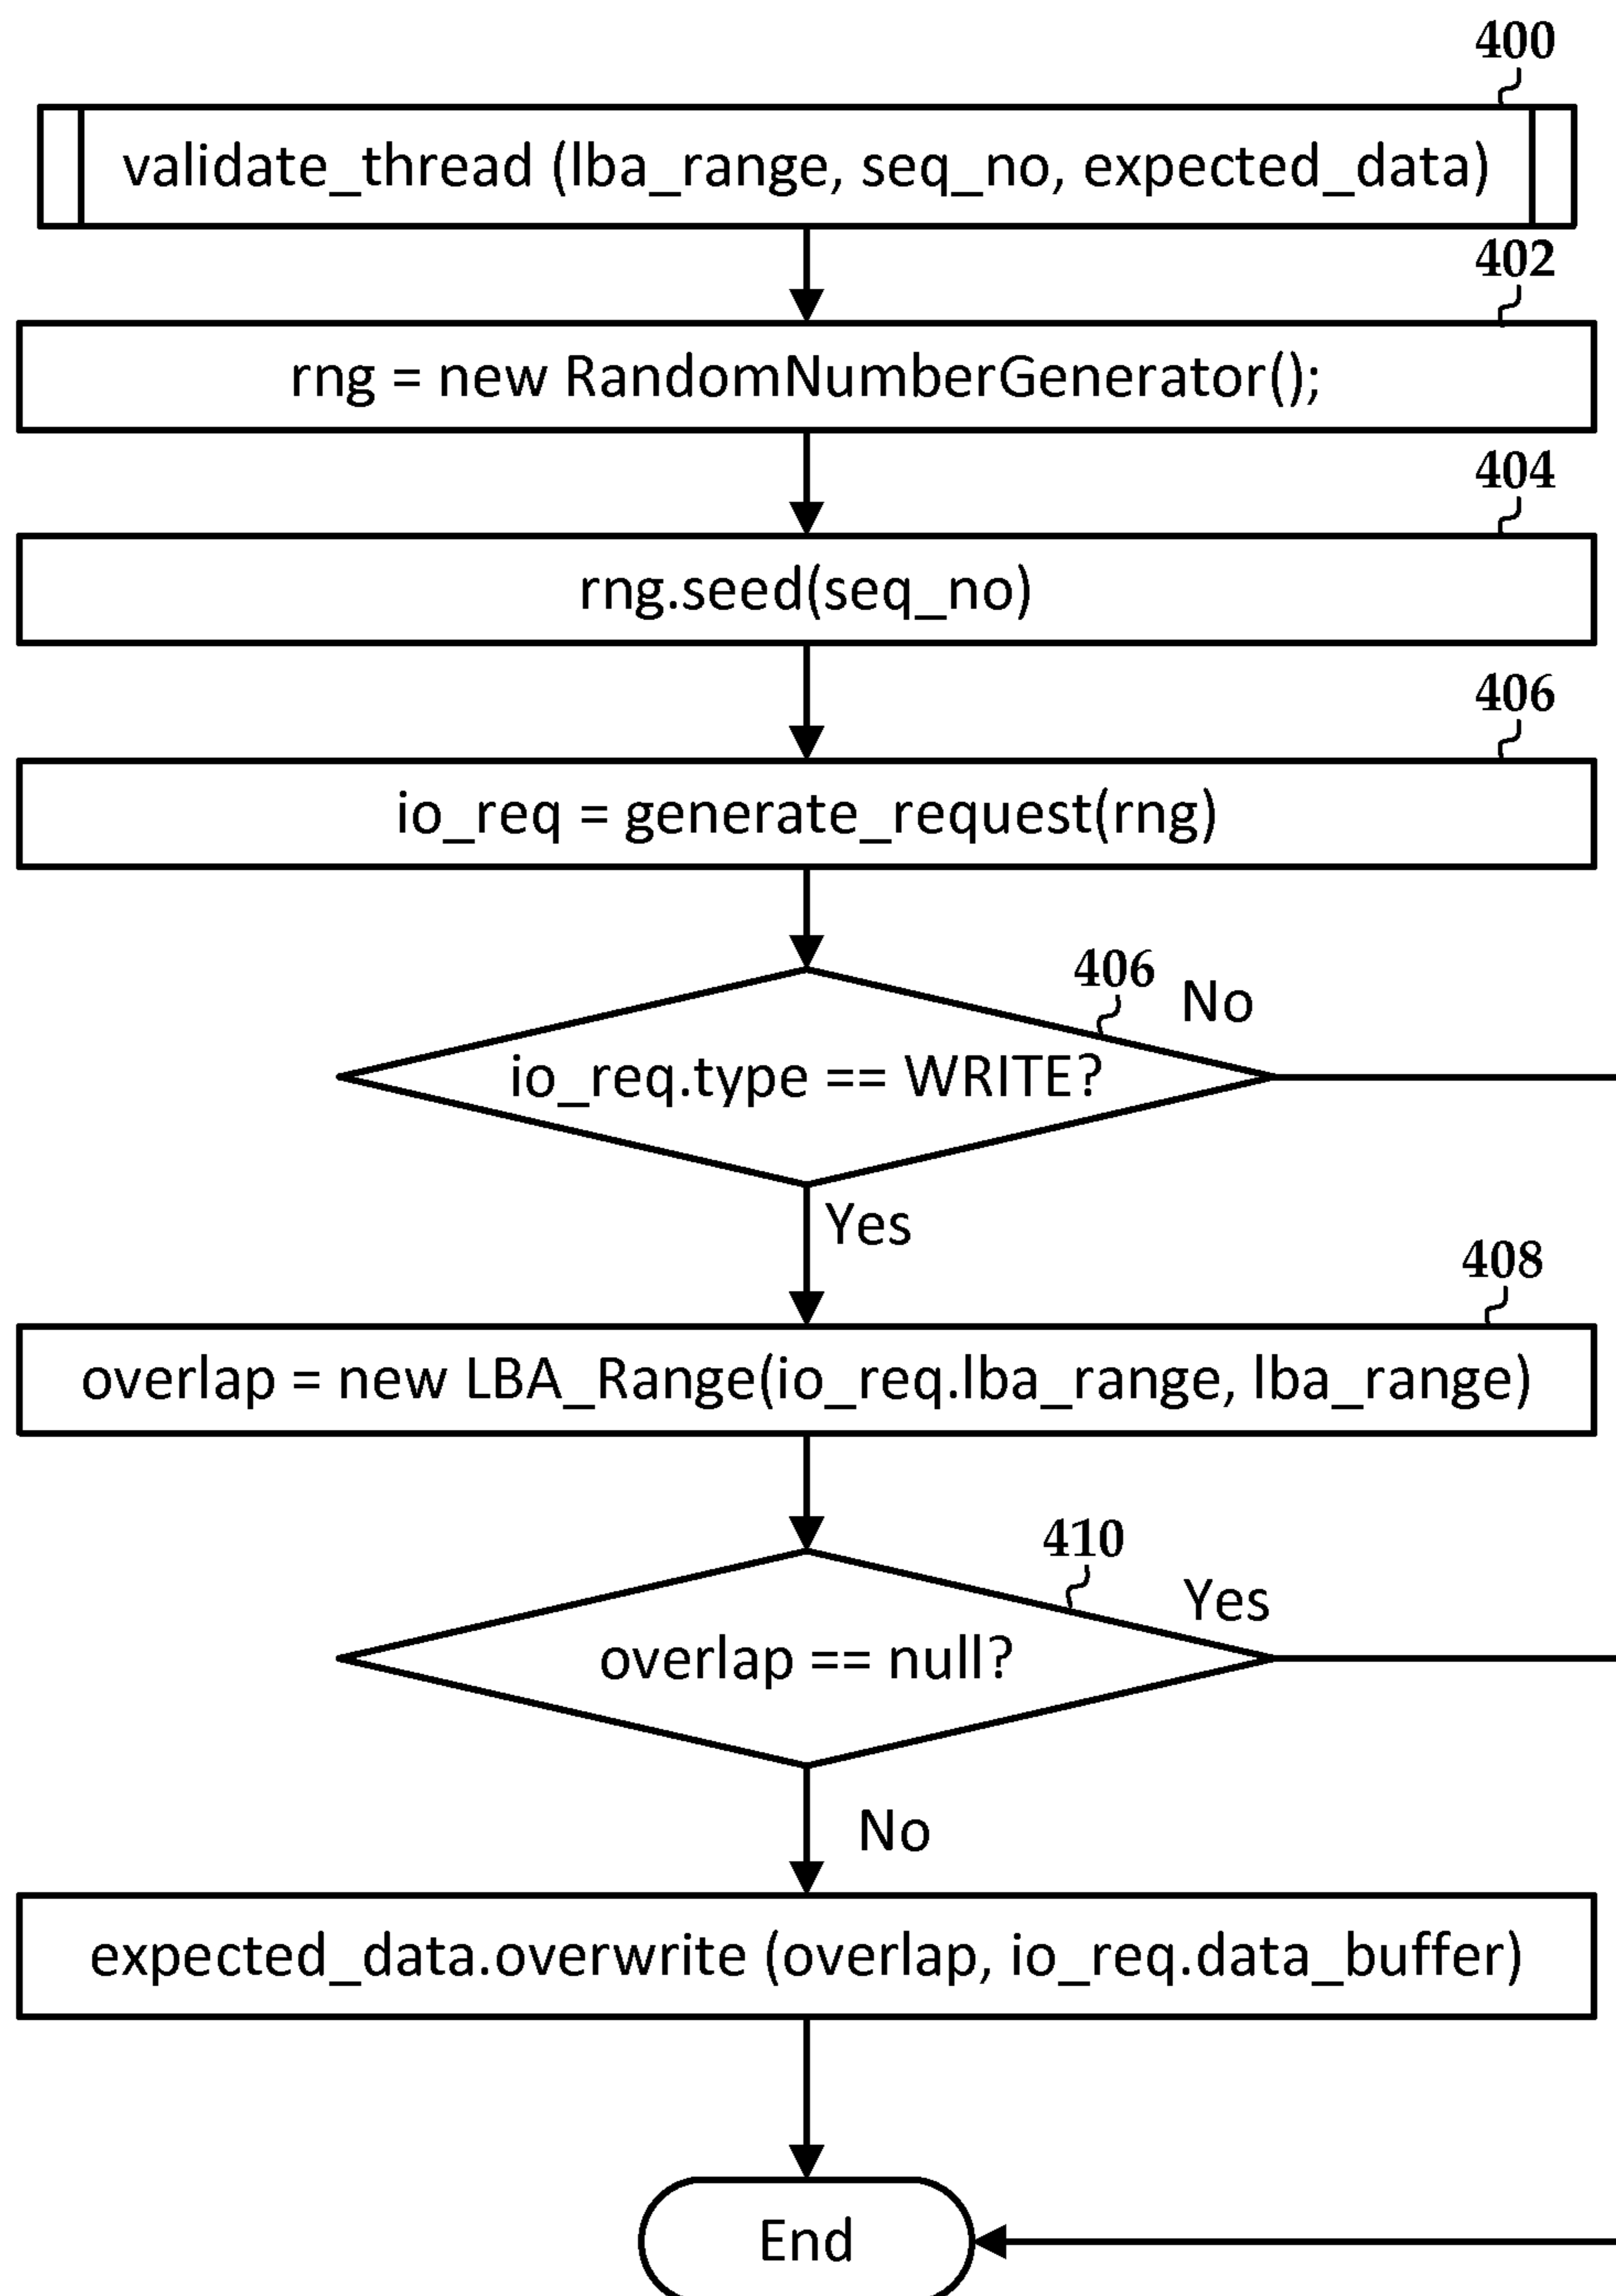 400
validate_thread (lba_range, seq_no, expected_data)
402
rng = new RandomNumberGenerator();
404
rng.seed(seq_no)
406
io_req = generate_request(rng)
406
No
io_req.type == WRITE?
Yes
408
overlap = new LBA_Range(io_req.lba_range, lba_range)
410
Yes
overlap == null?
No
expected_data.overwrite (overlap, io_req.data_buffer)
End